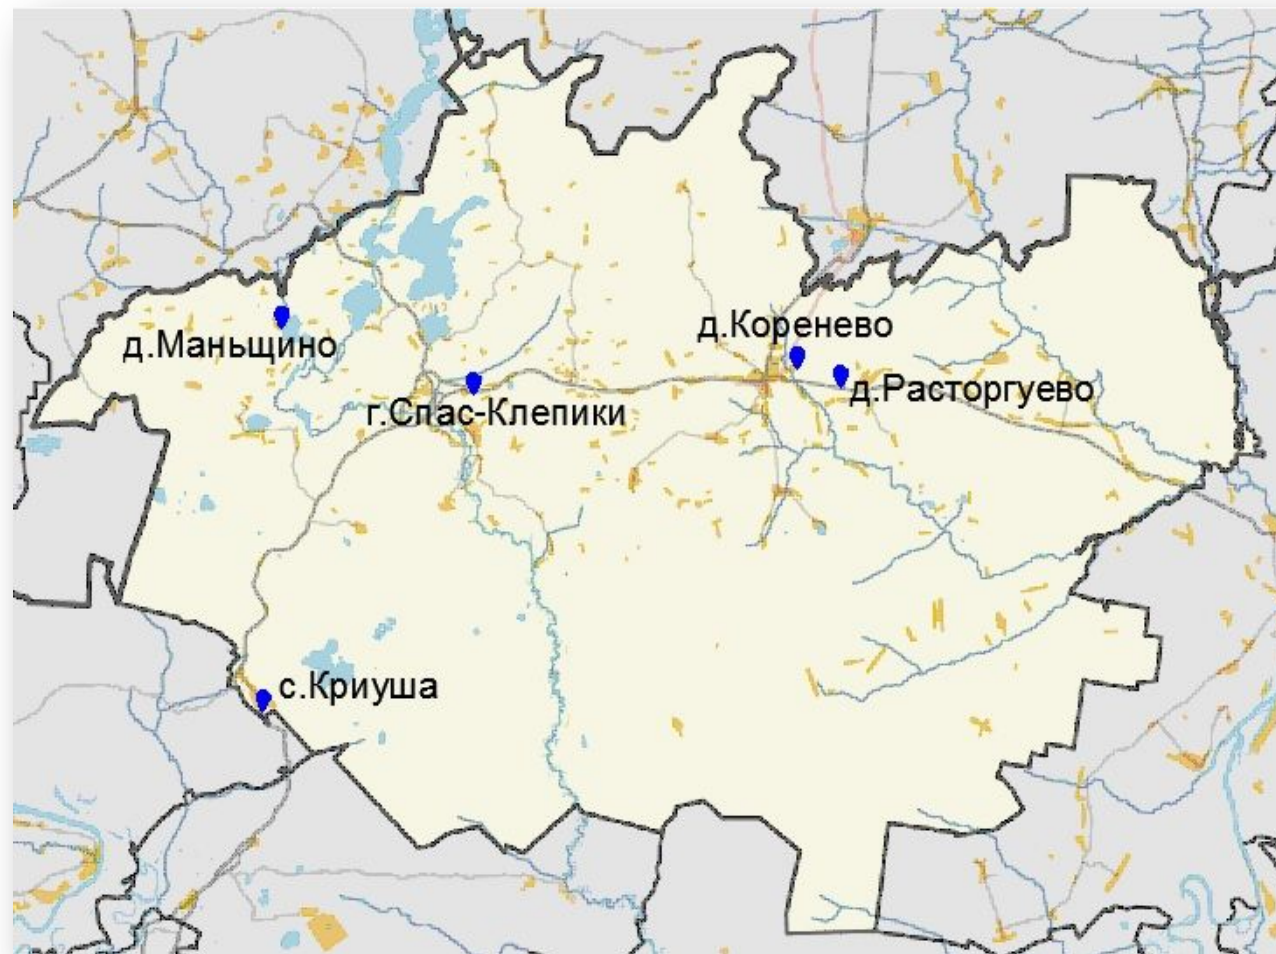 д.Маньщино
д.Коренево
д.Расторгуево
г.Спас-Клепики
с.Криуша